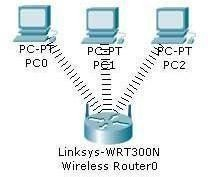 PC-PT PC-PT PC-PT
PC0 PC1 PC2
Linksys-WRT300N
Wireless Router0